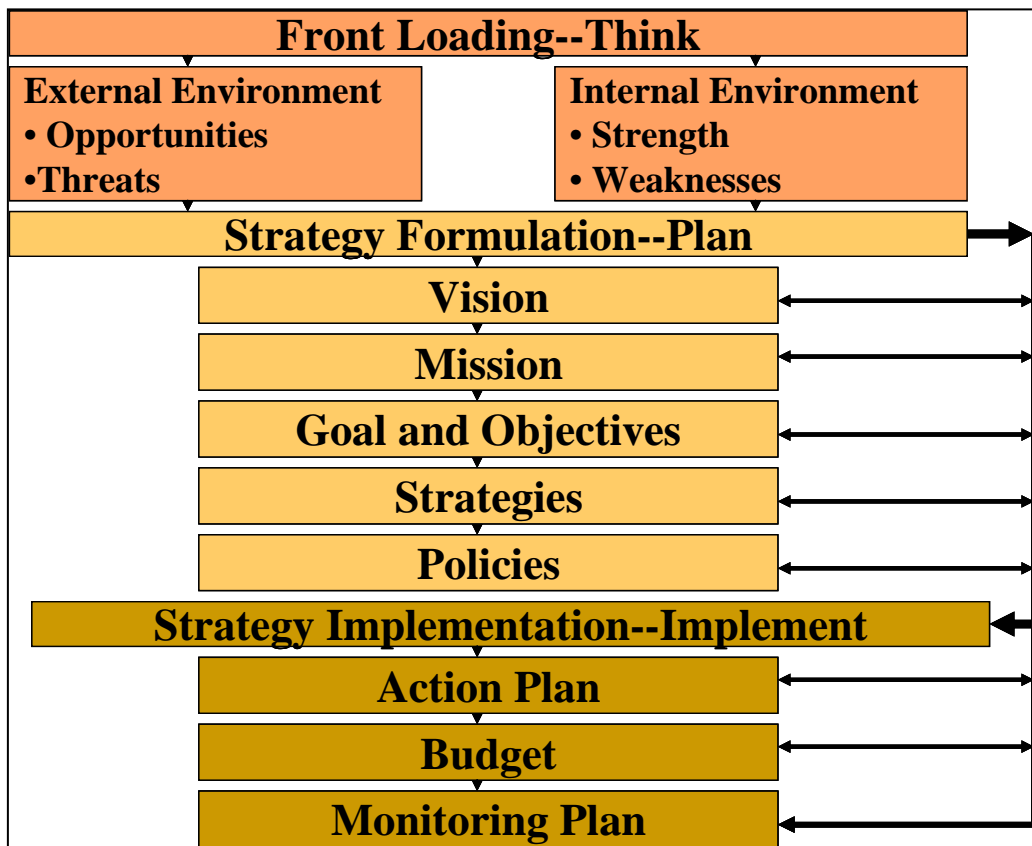 Front Loading--Think
External Environment
• Opportunities
•Threats
Internal Environment
• Strength
• Weaknesses
Strategy Formulation--Plan
Vision
Mission
Goal and Objectives
Strategies
Policies
Strategy Implementation--Implement
Action Plan
Budget
Monitoring Plan